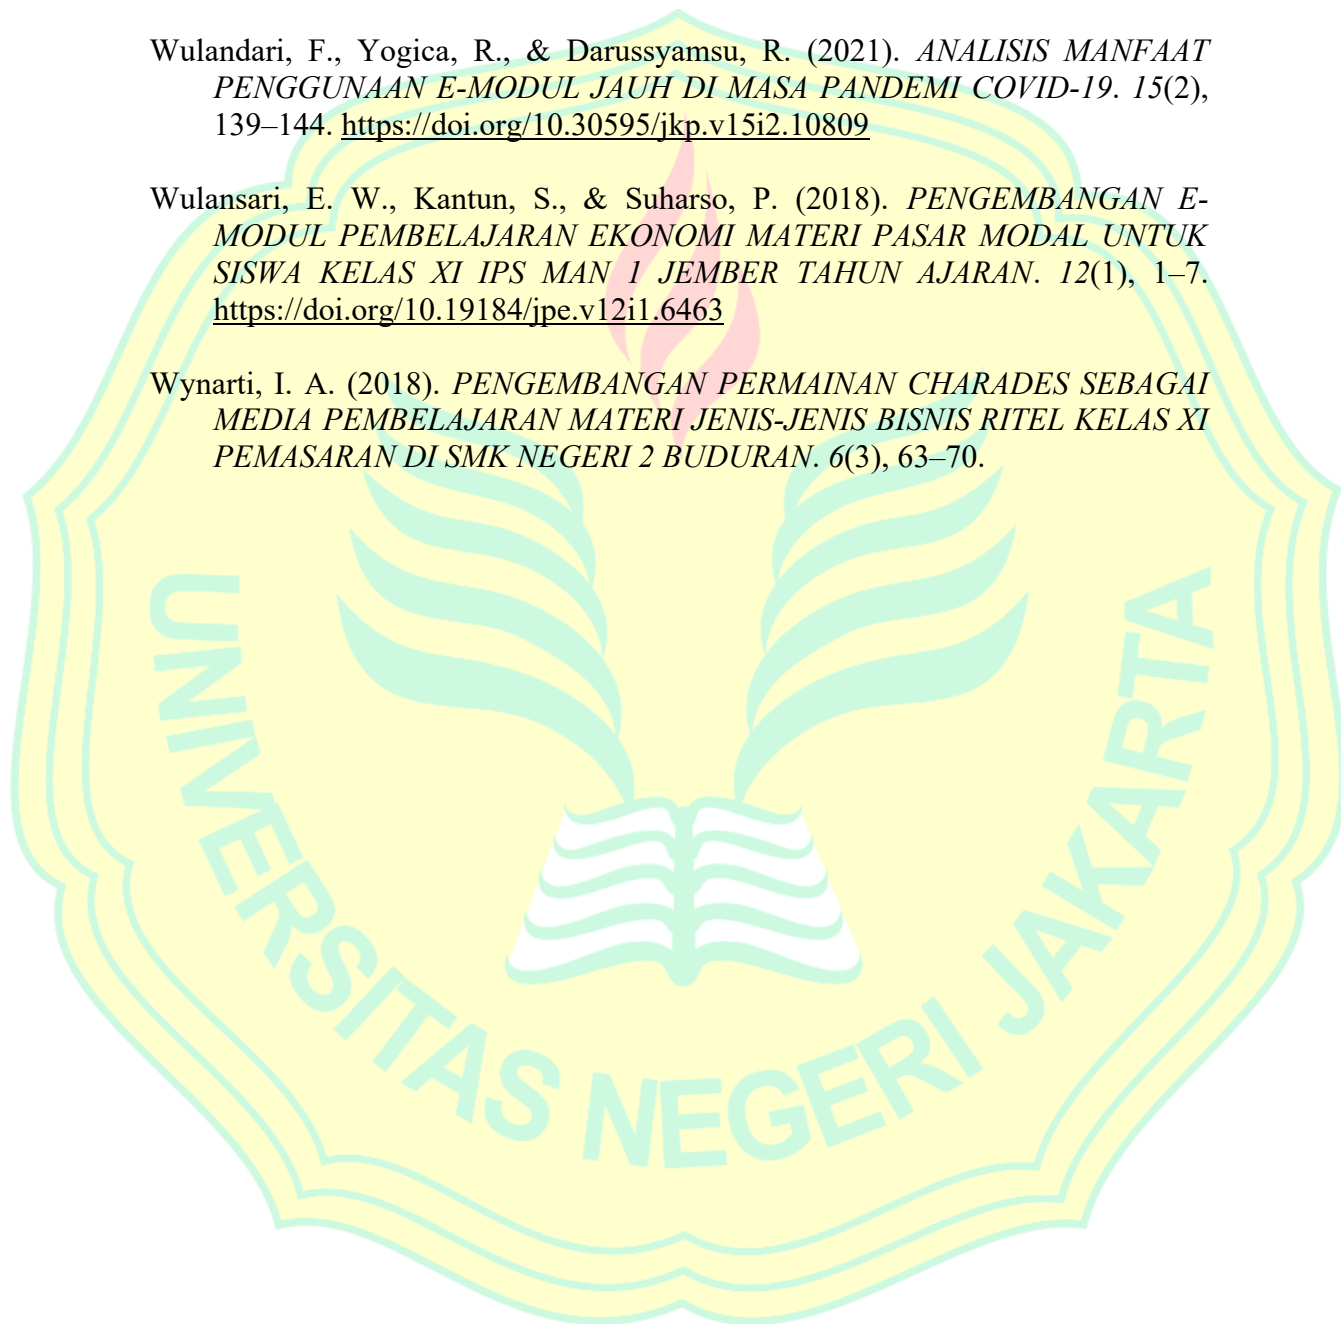 Wulandari, F., Yogica, R., & Darussyamsu, R. (2021). ANALISIS MANFAAT
PENGGUNAAN E-MODUL JAUH DI MASA PANDEMI COVID-19. 15(2),
139–144. https://doi.org/10.30595/jkp.v15i2.10809
Wulansari, E. W., Kantun, S., & Suharso, P. (2018). PENGEMBANGAN E-
MODUL PEMBELAJARAN EKONOMI MATERI PASAR MODAL UNTUK
SISWA KELAS XI IPS MAN 1 JEMBER TAHUN AJARAN. 12(1), 1–7.
https://doi.org/10.19184/jpe.v12i1.6463
Wynarti, I. A. (2018). PENGEMBANGAN PERMAINAN CHARADES SEBAGAI
MEDIA PEMBELAJARAN MATERI JENIS-JENIS BISNIS RITEL KELAS XI
PEMASARAN DI SMK NEGERI 2 BUDURAN. 6(3), 63–70.
UNIVERSITAS NEGERI JAKARTA